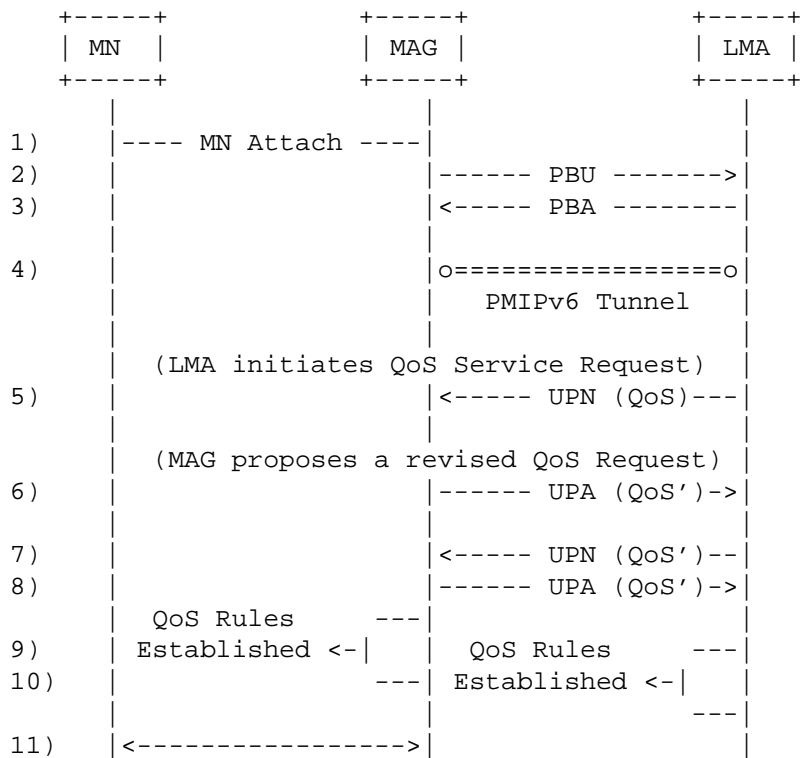 MN MAG LMA
1) ---- MN Attach ----
2) ------ PBU ------->
3) <----- PBA --------
4) o=================o
PMIPv6 Tunnel
(LMA initiates QoS Service Request)
5) <----- UPN (QoS)---
(MAG proposes a revised QoS Request)
6) ------ UPA (QoS')->
7) <----- UPN (QoS')--
8) ------ UPA (QoS')->
QoS Rules ---
9) Established <- QoS Rules ---
10) --- Established <-
---
11) <----------------->